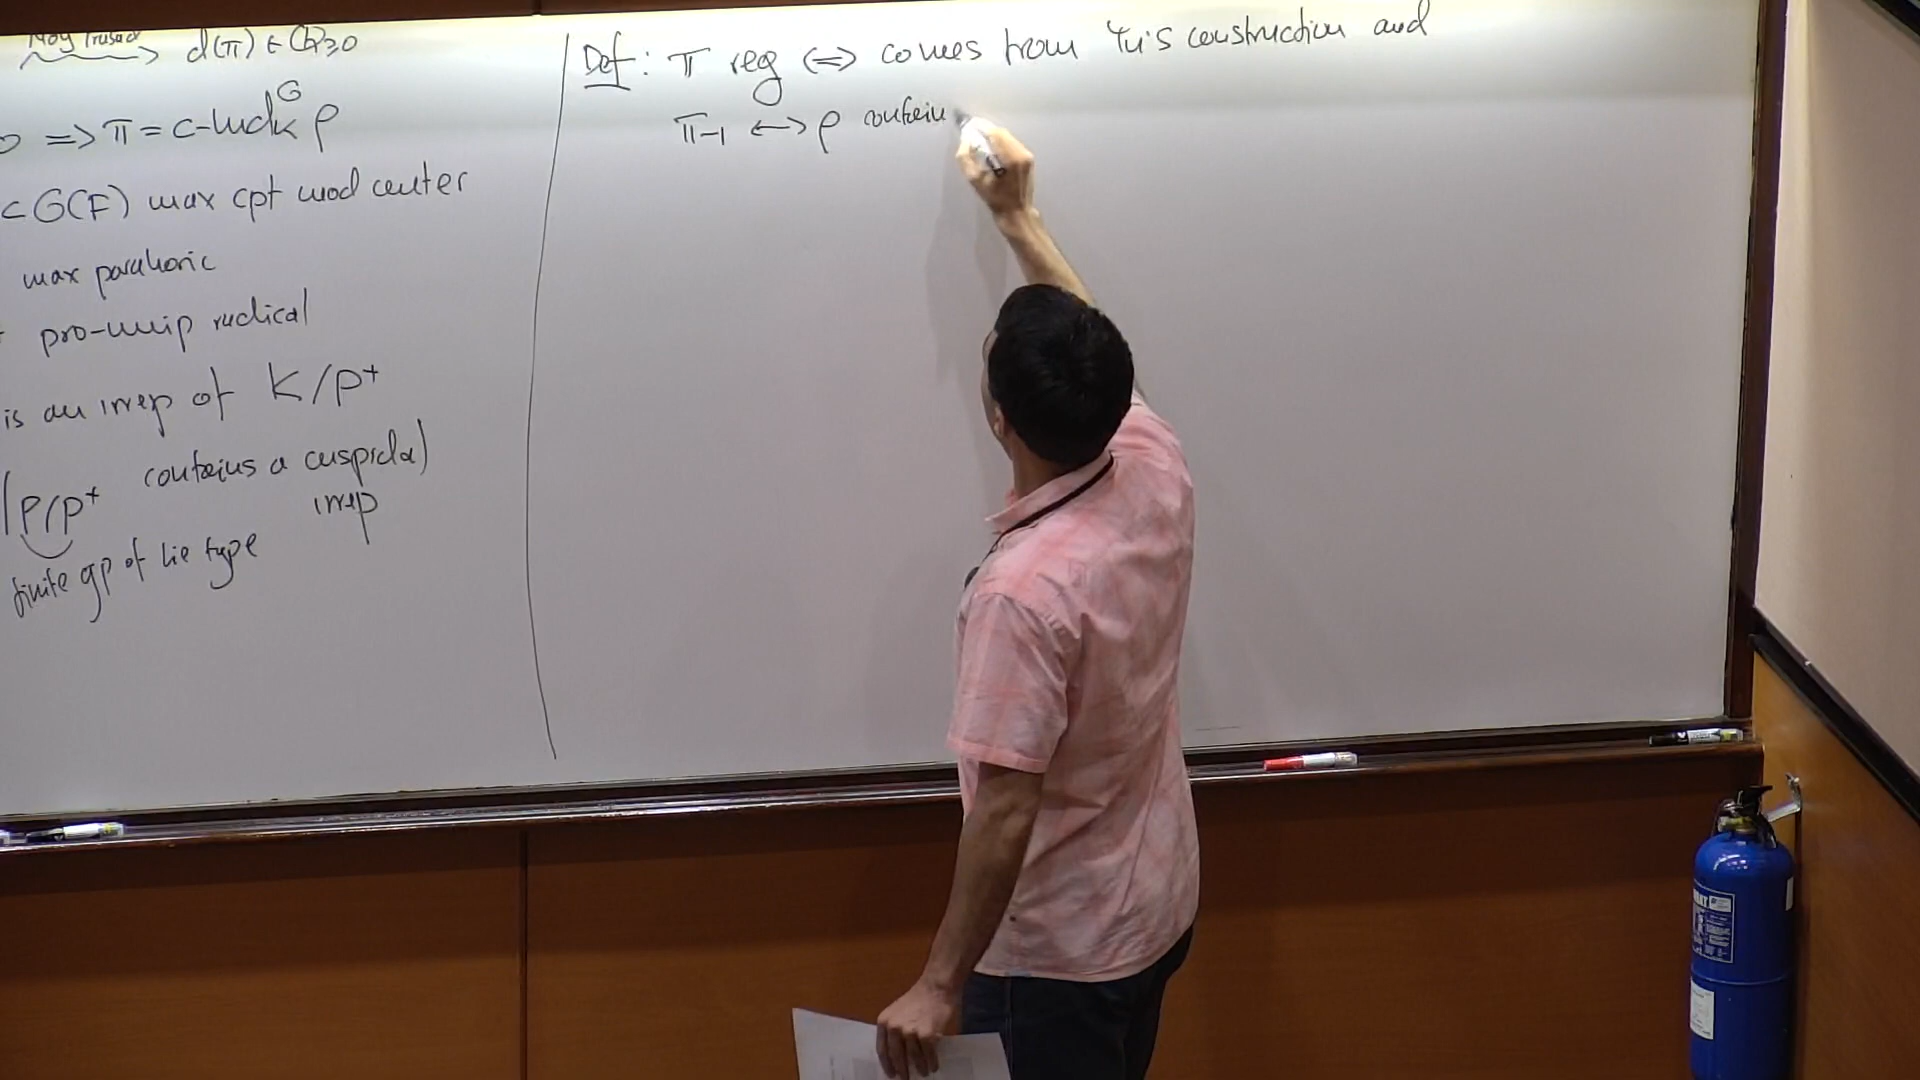 Moy Prasad
d(π) ∈ ℚ≥0
0 ⟹ π = c-Ind_K^G ρ
⊂ G(F) max cpt mod center
max parahoric
+ pro-unip radical
is an irrep of K/P⁺
|P/P⁺ contains a cuspidal
irrep
finite gp of Lie type
Def: π reg ⟺ comes from Yu's construction and
π₋₁ ⟷ ρ contain